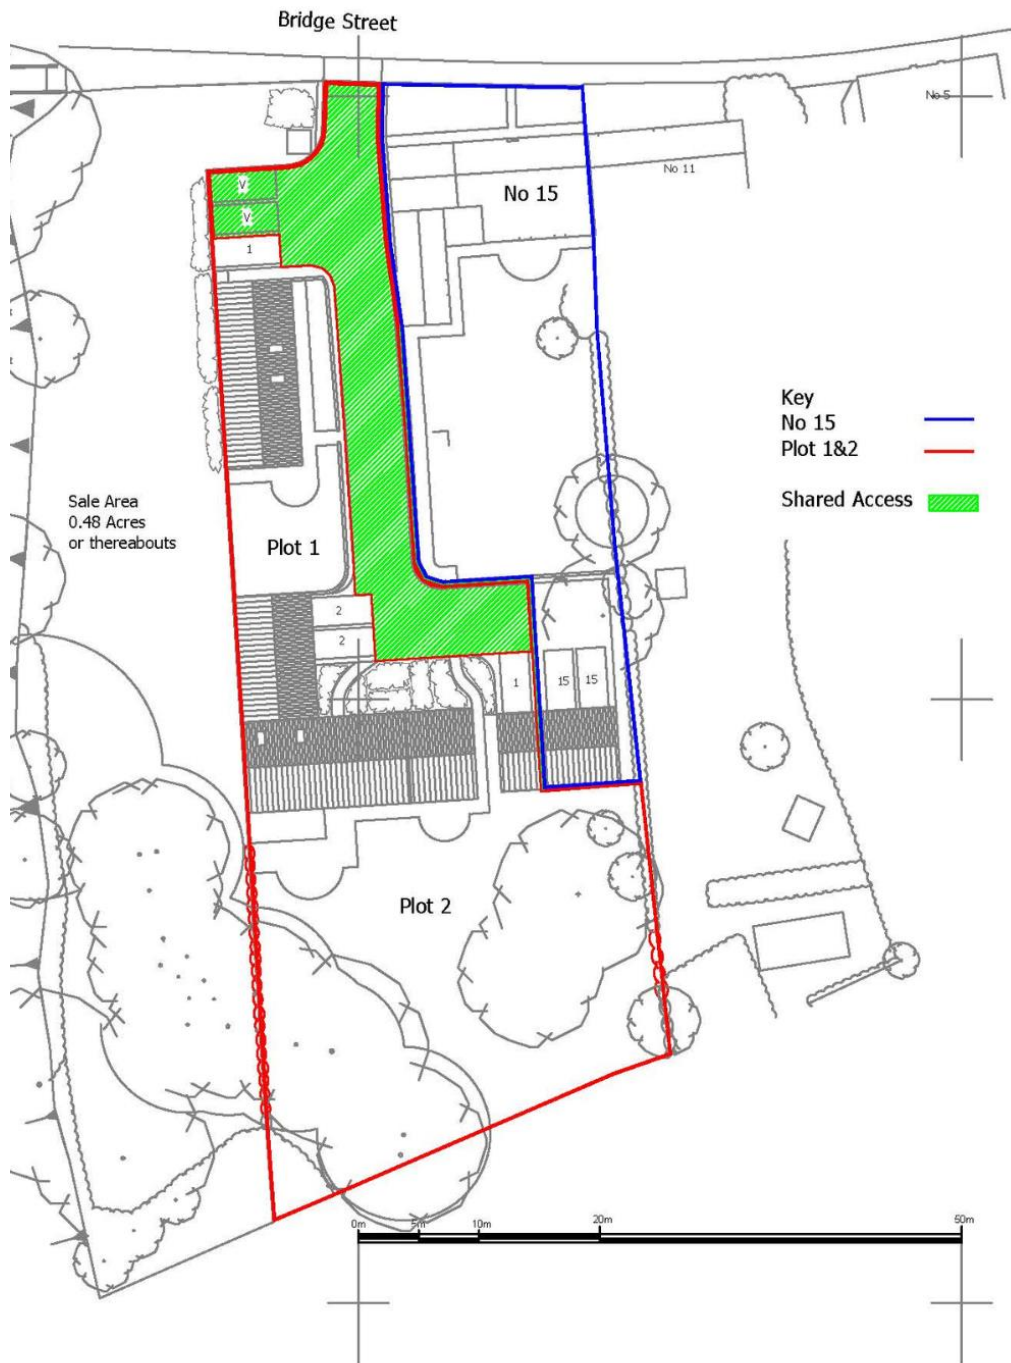 Bridge Street
No 5
No 11
No 15
V
V
1
Key
No 15
Plot 1&2
Shared Access
Sale Area
0.48 Acres
or thereabouts
Plot 1
2
2
1
15 15
Plot 2
0m 5m 10m 20m 50m